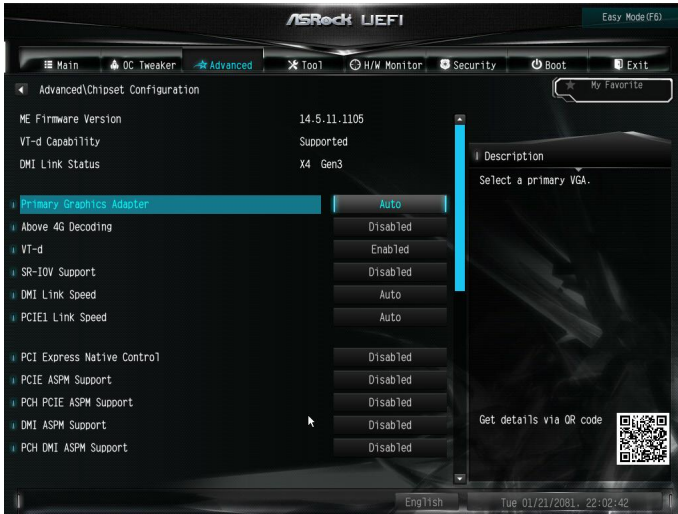 ASRock UEFI
Easy Mode(F6)
Main OC Tweaker Advanced Tool H/W Monitor Security Boot Exit
Advanced\Chipset Configuration
My Favorite
ME Firmware Version 14.5.11.1105
VT-d Capability Supported
DMI Link Status X4 Gen3
Description
Select a primary VGA.
Primary Graphics Adapter Auto
Above 4G Decoding Disabled
VT-d Enabled
SR-IOV Support Disabled
DMI Link Speed Auto
PCIE1 Link Speed Auto
PCI Express Native Control Disabled
PCIE ASPM Support Disabled
PCH PCIE ASPM Support Disabled
DMI ASPM Support Disabled
PCH DMI ASPM Support Disabled
Get details via QR code
English
Tue 01/21/2081, 22:02:42